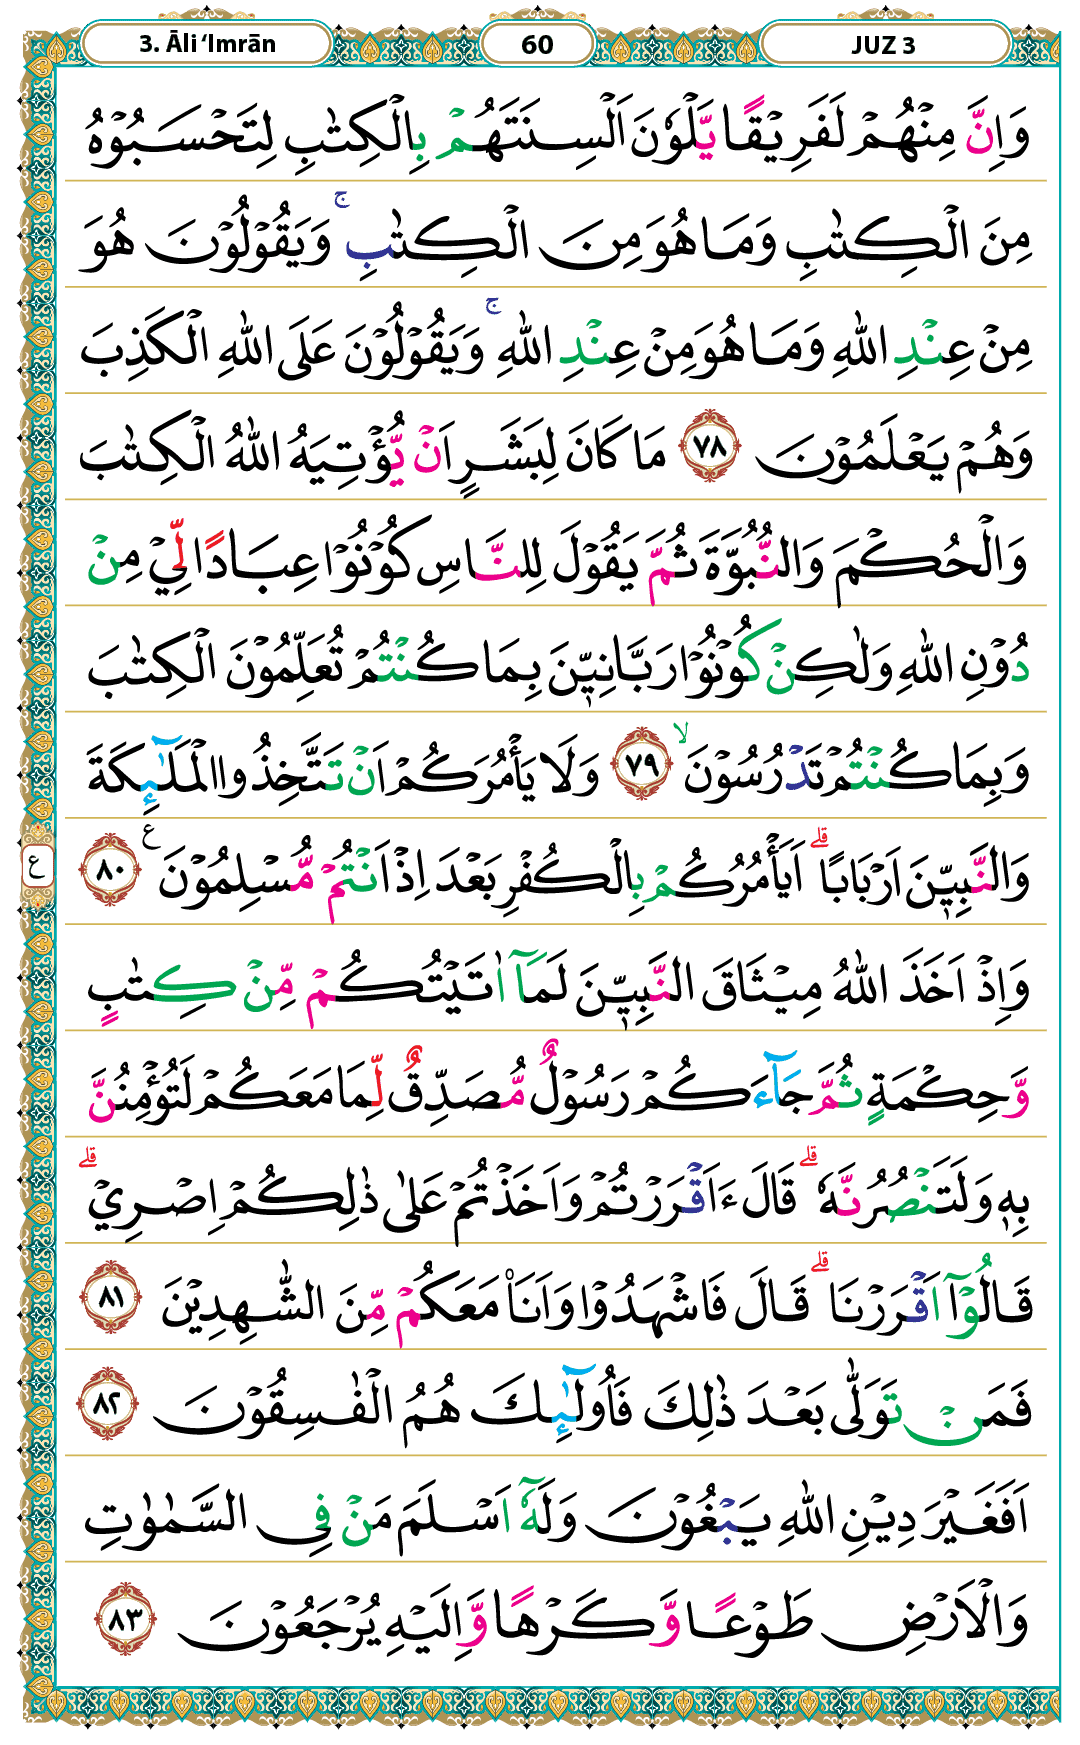 3. Āli ‘Imrān
60
JUZ 3
وَاِنَّ مِنْهُمْ لَفَرِيْقًا يَّلْوٗنَ اَلْسِنَتَهُمْ بِالْكِتٰبِ لِتَحْسَبُوْهُ
مِنَ الْكِتٰبِ وَمَا هُوَ مِنَ الْكِتٰبِۚ وَيَقُوْلُوْنَ هُوَ
مِنْ عِنْدِ اللّٰهِ وَمَا هُوَ مِنْ عِنْدِ اللّٰهِۚ وَيَقُوْلُوْنَ عَلَى اللّٰهِ الْكَذِبَ
وَهُمْ يَعْلَمُوْنَ ٧٨ مَا كَانَ لِبَشَرٍ اَنْ يُّؤْتِيَهُ اللّٰهُ الْكِتٰبَ
وَالْحُكْمَ وَالنُّبُوَّةَ ثُمَّ يَقُوْلَ لِلنَّاسِ كُوْنُوْا عِبَادًا لِّيْ مِنْ
دُوْنِ اللّٰهِ وَلٰكِنْ كُوْنُوْا رَبَّانِيّٖنَ بِمَا كُنْتُمْ تُعَلِّمُوْنَ الْكِتٰبَ
وَبِمَا كُنْتُمْ تَدْرُسُوْنَ ۙ ٧٩ وَلَا يَأْمُرَكُمْ اَنْ تَتَّخِذُوا الْمَلٰۤىِٕكَةَ
وَالنَّبِيّٖنَ اَرْبَابًا ۗ اَيَأْمُرُكُمْ بِالْكُفْرِ بَعْدَ اِذْ اَنْتُمْ مُّسْلِمُوْنَ ࣖ ٨٠
ع
وَاِذْ اَخَذَ اللّٰهُ مِيْثَاقَ النَّبِيّٖنَ لَمَآ اٰتَيْتُكُمْ مِّنْ كِتٰبٍ
وَّحِكْمَةٍ ثُمَّ جَاۤءَكُمْ رَسُوْلٌ مُّصَدِّقٌ لِّمَا مَعَكُمْ لَتُؤْمِنُنَّ
بِهٖ وَلَتَنْصُرُنَّهٗ ۗ قَالَ ءَاَقْرَرْتُمْ وَاَخَذْتُمْ عَلٰى ذٰلِكُمْ اِصْرِيْ ۗ
قَالُوْٓا اَقْرَرْنَا ۗ قَالَ فَاشْهَدُوْا وَاَنَا۠ مَعَكُمْ مِّنَ الشّٰهِدِيْنَ ٨١
فَمَنْ تَوَلّٰى بَعْدَ ذٰلِكَ فَاُولٰۤىِٕكَ هُمُ الْفٰسِقُوْنَ ٨٢
اَفَغَيْرَ دِيْنِ اللّٰهِ يَبْغُوْنَ وَلَهٗٓ اَسْلَمَ مَنْ فِى السَّمٰوٰتِ
وَالْاَرْضِ طَوْعًا وَّكَرْهًا وَّاِلَيْهِ يُرْجَعُوْنَ ٨٣